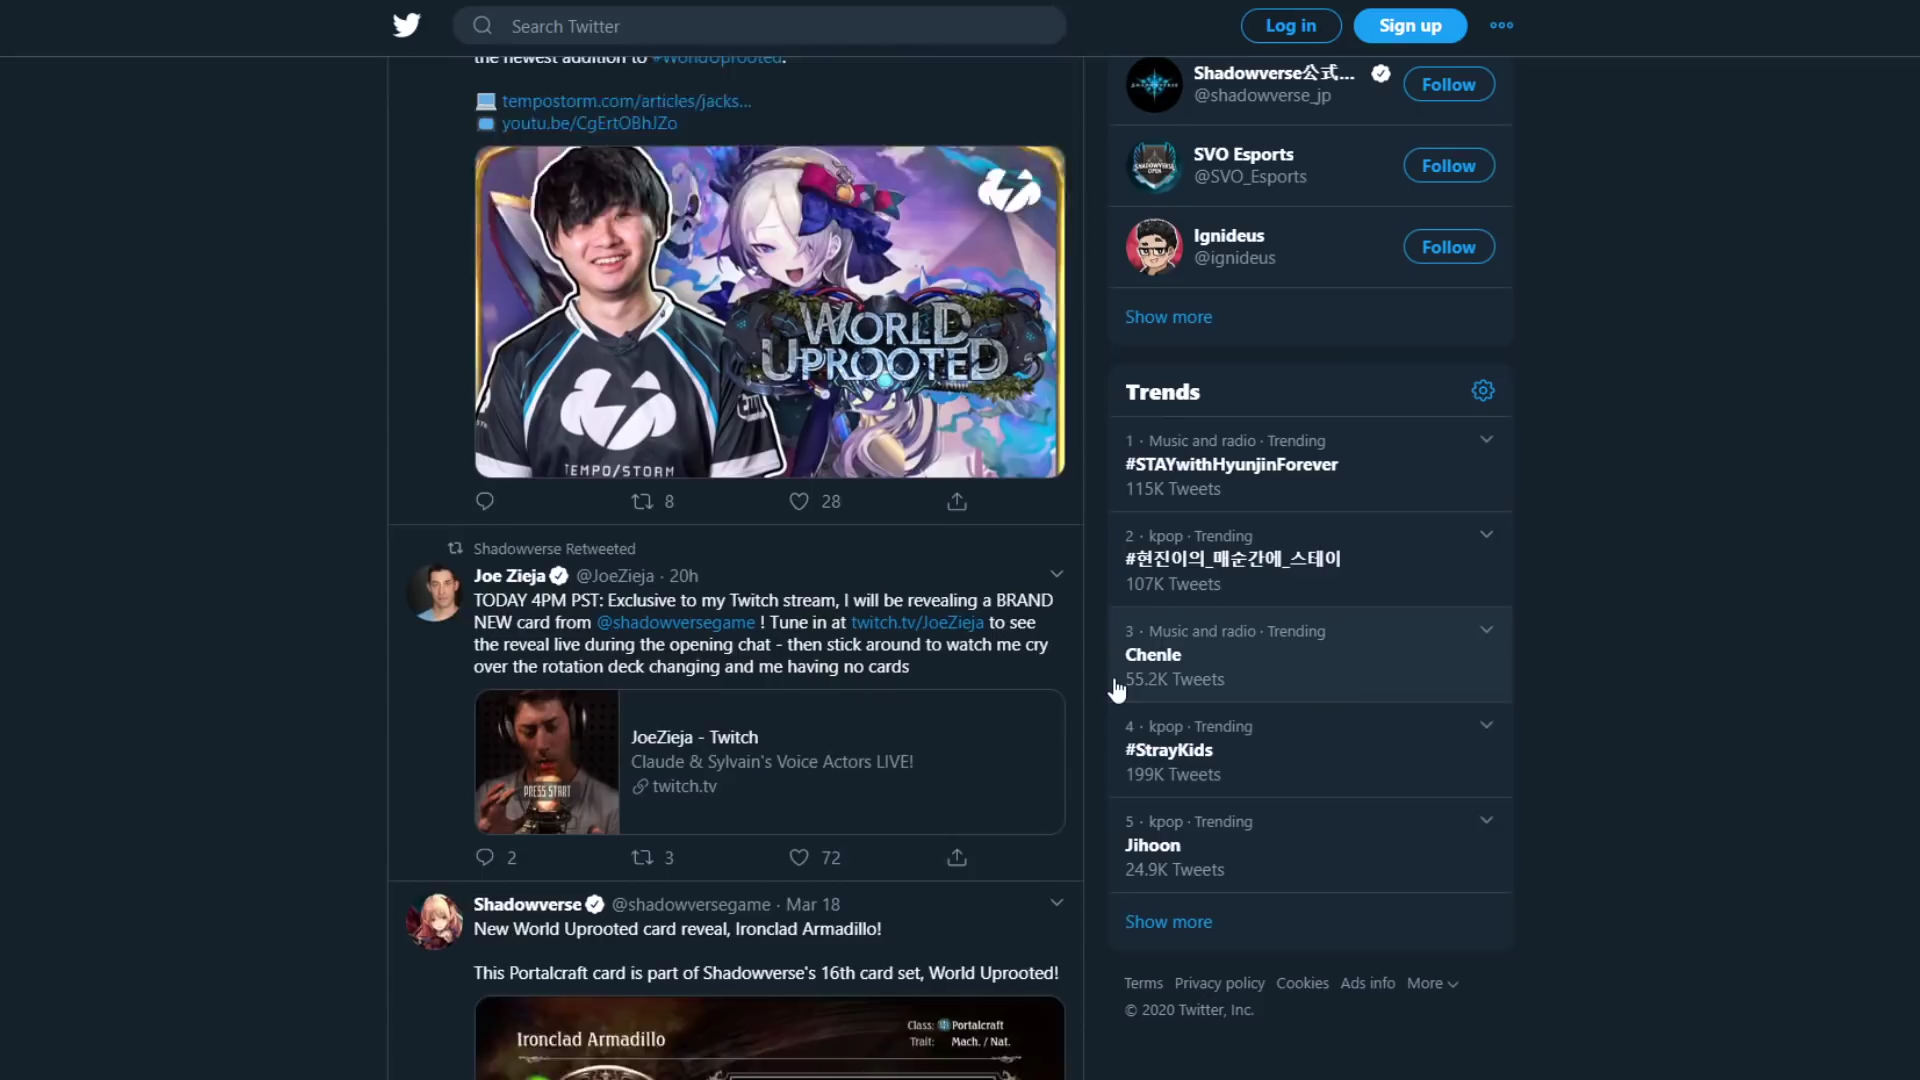 Search Twitter
Log in
Sign up
the newest addition to #WorldUprooted.
tempostorm.com/articles/jacks...
youtu.be/CgErtOBhJZo
WORLD
UPROOTED
TEMPO/STORM
8
28
Shadowverse Retweeted
Joe Zieja @JoeZieja · 20h
TODAY 4PM PST: Exclusive to my Twitch stream, I will be revealing a BRAND
NEW card from @shadowversegame ! Tune in at twitch.tv/JoeZieja to see
the reveal live during the opening chat - then stick around to watch me cry
over the rotation deck changing and me having no cards
PRESS START
JoeZieja - Twitch
Claude & Sylvain's Voice Actors LIVE!
twitch.tv
2
3
72
Shadowverse @shadowversegame · Mar 18
New World Uprooted card reveal, Ironclad Armadillo!
This Portalcraft card is part of Shadowverse's 16th card set, World Uprooted!
Ironclad Armadillo
Class: Portalcraft
Trait: Mach. / Nat.
Shadowverse公式...
@shadowverse_jp
Follow
SVO Esports
@SVO_Esports
Follow
Ignideus
@ignideus
Follow
Show more
Trends
1 · Music and radio · Trending
#STAYwithHyunjinForever
115K Tweets
2 · kpop · Trending
#현진이의_매순간에_스테이
107K Tweets
3 · Music and radio · Trending
Chenle
55.2K Tweets
4 · kpop · Trending
#StrayKids
199K Tweets
5 · kpop · Trending
Jihoon
24.9K Tweets
Show more
Terms Privacy policy Cookies Ads info More
© 2020 Twitter, Inc.